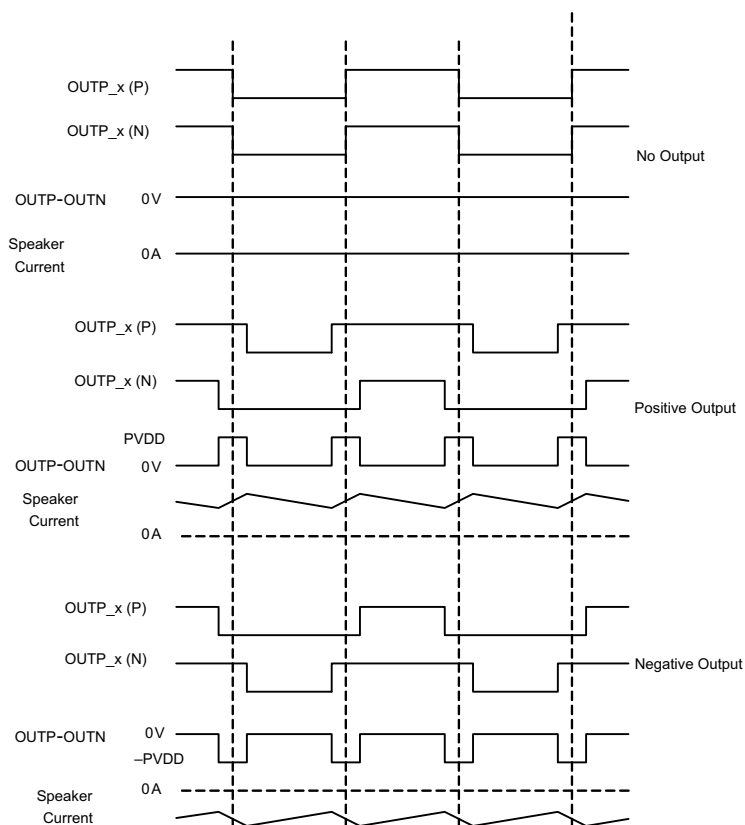 OUTP_x (P)
OUTP_x (N)
No Output
OUTP-OUTN 0V
Speaker
Current
0A
OUTP_x (P)
OUTP_x (N)
Positive Output
PVDD
OUTP-OUTN 0V
Speaker
Current
0A
OUTP_x (P)
OUTP_x (N)
Negative Output
OUTP-OUTN 0V
–PVDD
0A
Speaker
Current